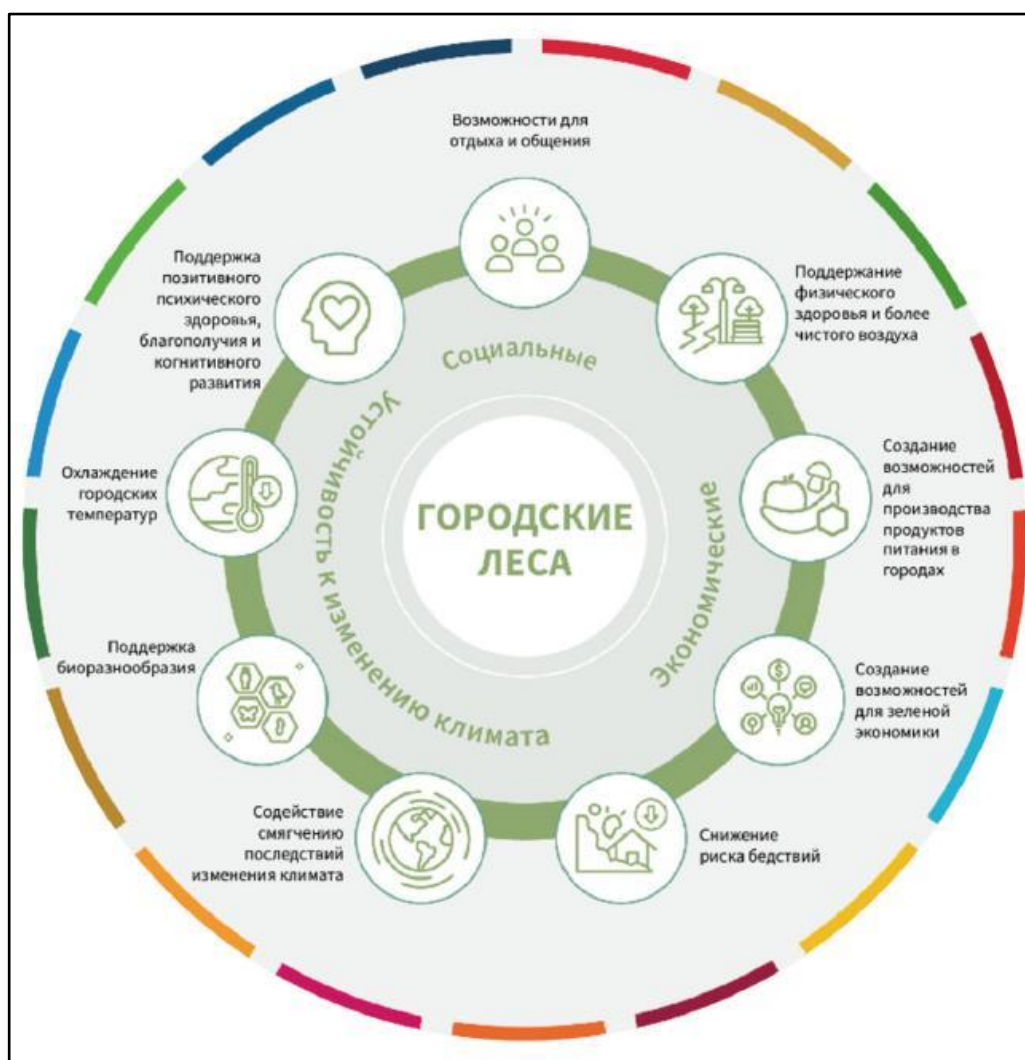 Возможности для
отдыха и общения
Поддержание
физического
здоровья и более
чистого воздуха
Создание
возможностей
для
производства
продуктов
питания в
городах
Создание
возможностей
для зеленой
экономики
Снижение
риска бедствий
Содействие
смягчению
последствий
изменения климата
Поддержка
биоразнообразия
Охлаждение
городских
температур
Поддержка
позитивного
психического
здоровья,
благополучия и
когнитивного
развития
Социальные
Экономические
Устойчивость к изменению климата
ГОРОДСКИЕ
ЛЕСА
$